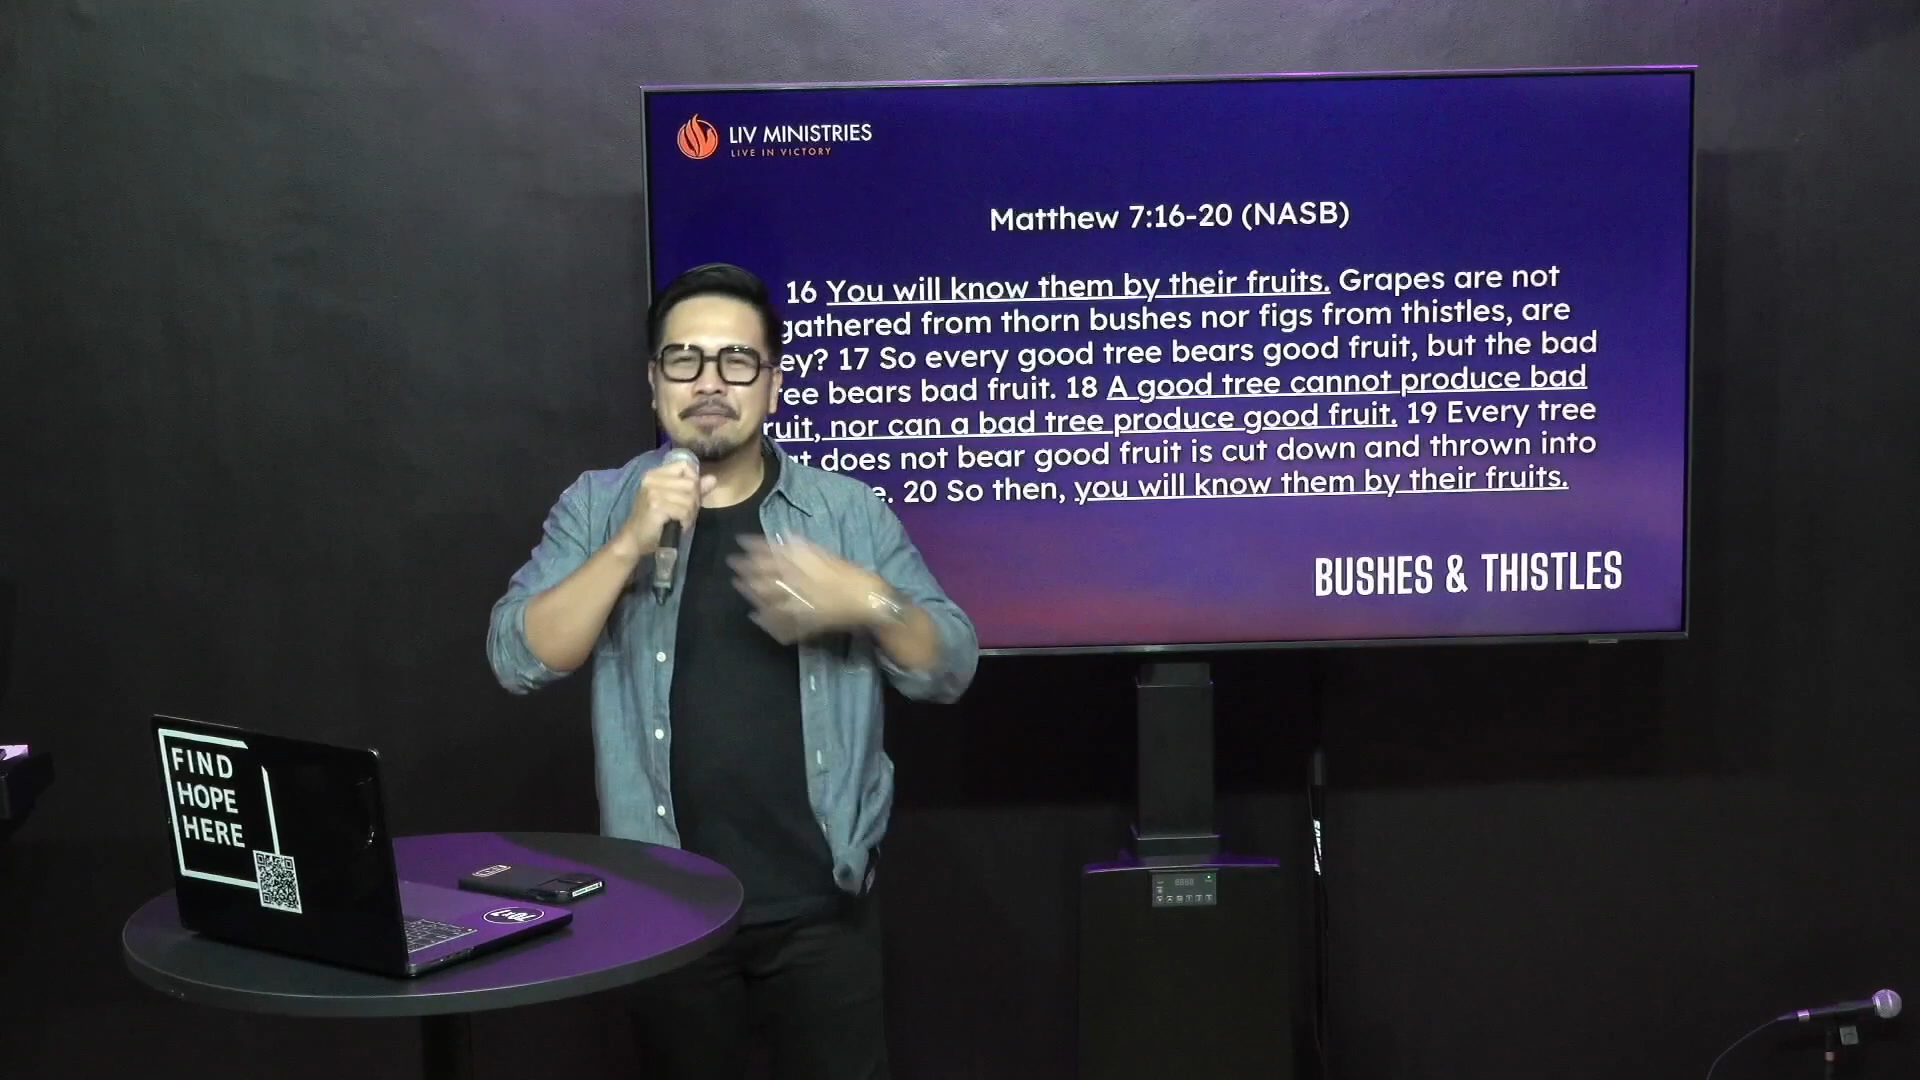 LIV MINISTRIES
LIVE IN VICTORY
Matthew 7:16-20 (NASB)
16 You will know them by their fruits. Grapes are not
gathered from thorn bushes nor figs from thistles, are
ey? 17 So every good tree bears good fruit, but the bad
ree bears bad fruit. 18 A good tree cannot produce bad
ruit, nor can a bad tree produce good fruit. 19 Every tree
at does not bear good fruit is cut down and thrown into
e. 20 So then, you will know them by their fruits.
BUSHES & THISTLES
FIND
HOPE
HERE